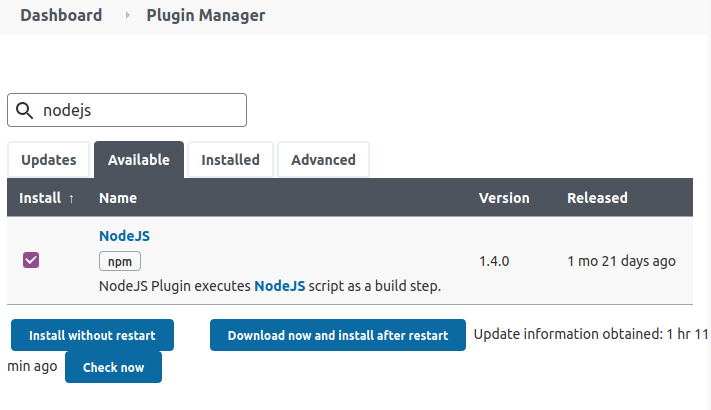 Dashboard Plugin Manager
nodejs
Updates Available Installed Advanced
Install ↑ Name Version Released
NodeJS
npm
1.4.0 1 mo 21 days ago
NodeJS Plugin executes NodeJS script as a build step.
Install without restart Download now and install after restart Update information obtained: 1 hr 11
min ago Check now